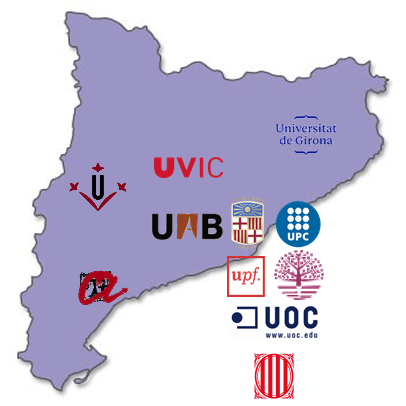 Universitat
de Girona
UVIC
U
UAB
UPC
upf.
UOC
www.uoc.edu